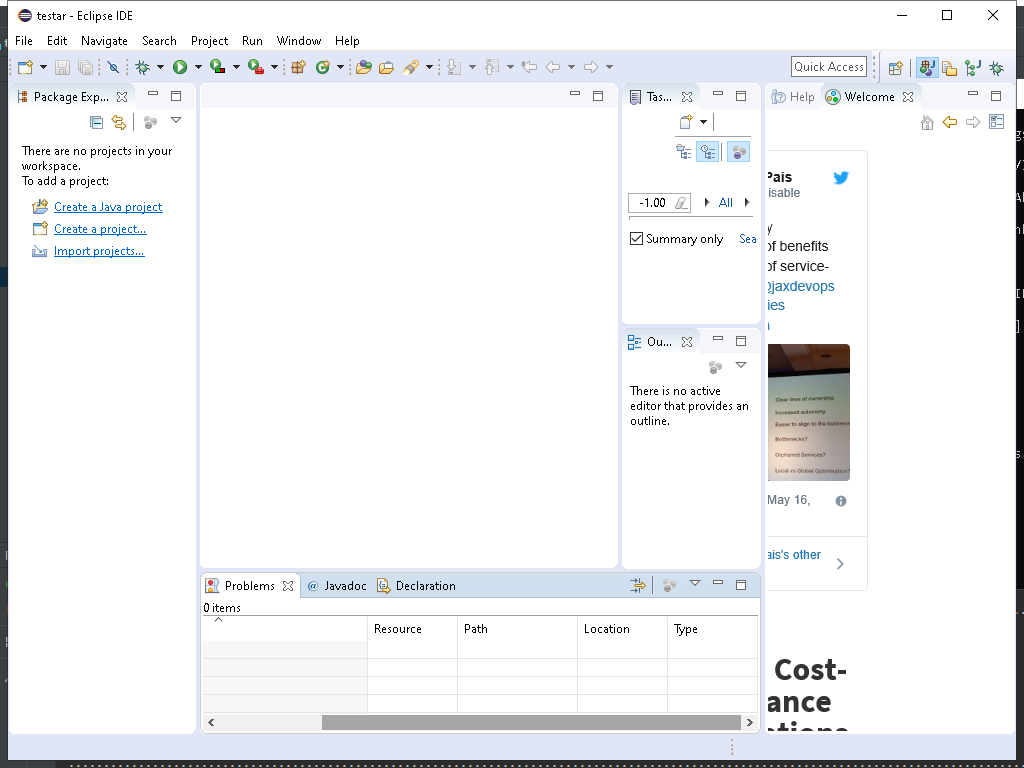 testar - Eclipse IDE
File Edit Navigate Search Project Run Window Help
Quick Access
Package Exp...
There are no projects in your
workspace.
To add a project:
Create a Java project
Create a project...
Import projects...
Tas...
-1.00
All
Summary only
Sea
Ou...
There is no active
editor that provides an
outline.
Help
Welcome
Pais
isable
y
of benefits
of service-
@jaxdevops
ies
Clear lines of ownership
Increased autonomy
Easier to align to the business
Bottlenecks?
Orphaned Services?
Local vs Global Optimisation?
May 16,
ais's other
Cost-
ance
Problems
@ Javadoc
Declaration
0 items
Resource
Path
Location
Type